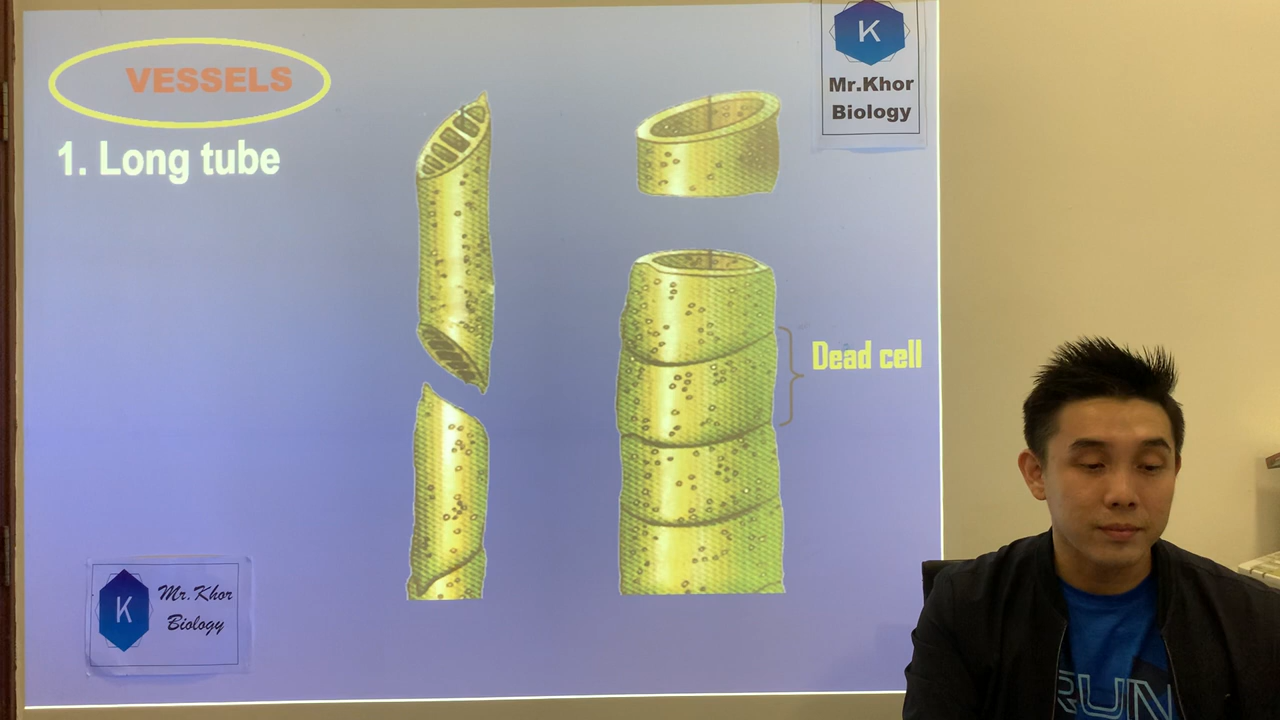 VESSELS
1. Long tube
K
Mr.Khor
Biology
Dead cell
K
Mr.Khor
Biology
RUN